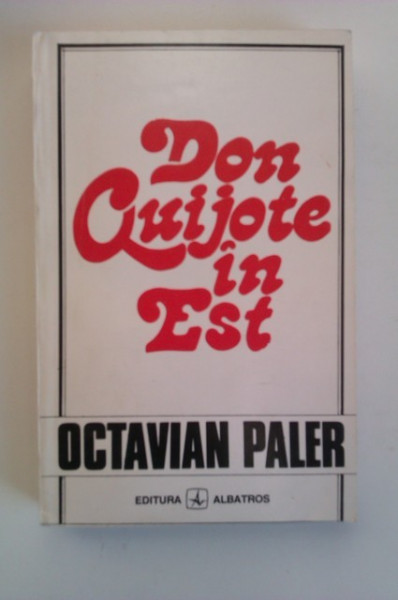 Don
Quijote
în
Est
OCTAVIAN PALER
EDITURA ALBATROS